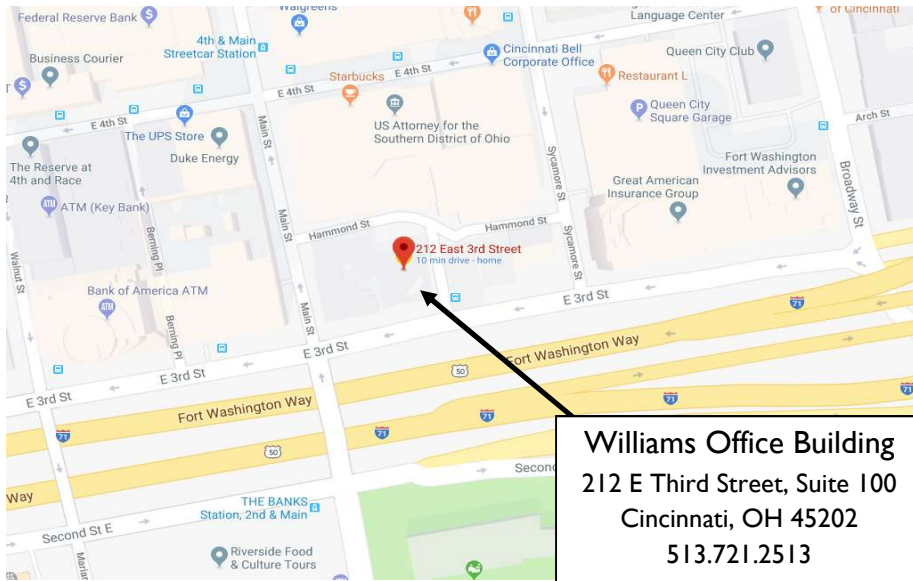 Federal Reserve Bank
Walgreens
Language Center
of Cincinnati
Business Courier
4th & Main
Streetcar Station
Cincinnati Bell
Corporate Office
Queen City Club
Starbucks
E 4th St
E 4th St
Restaurant L
E 4th St
The UPS Store
Main St
US Attorney for the
Southern District of Ohio
Queen City
Square Garage
Arch St
The Reserve at
4th and Race
Duke Energy
Sycamore St
Great American
Insurance Group
Fort Washington
Investment Advisors
Broadway St
ATM (Key Bank)
Berning Pl
Main St
Hammond St
Hammond St
Sycamore St
212 East 3rd Street
10 min drive - home
Walnut St
Bank of America ATM
ATM
ATM
Main St
E 3rd St
71
Berning Pl
E 3rd St
E 3rd St
E 3rd St
Fort Washington Way
50
Fort Washington Way
71
71
71
50
Way
Second
THE BANKS
Station, 2nd & Main
Second St E
Marian
Riverside Food
& Culture Tours
Williams Office Building
212 E Third Street, Suite 100
Cincinnati, OH 45202
513.721.2513